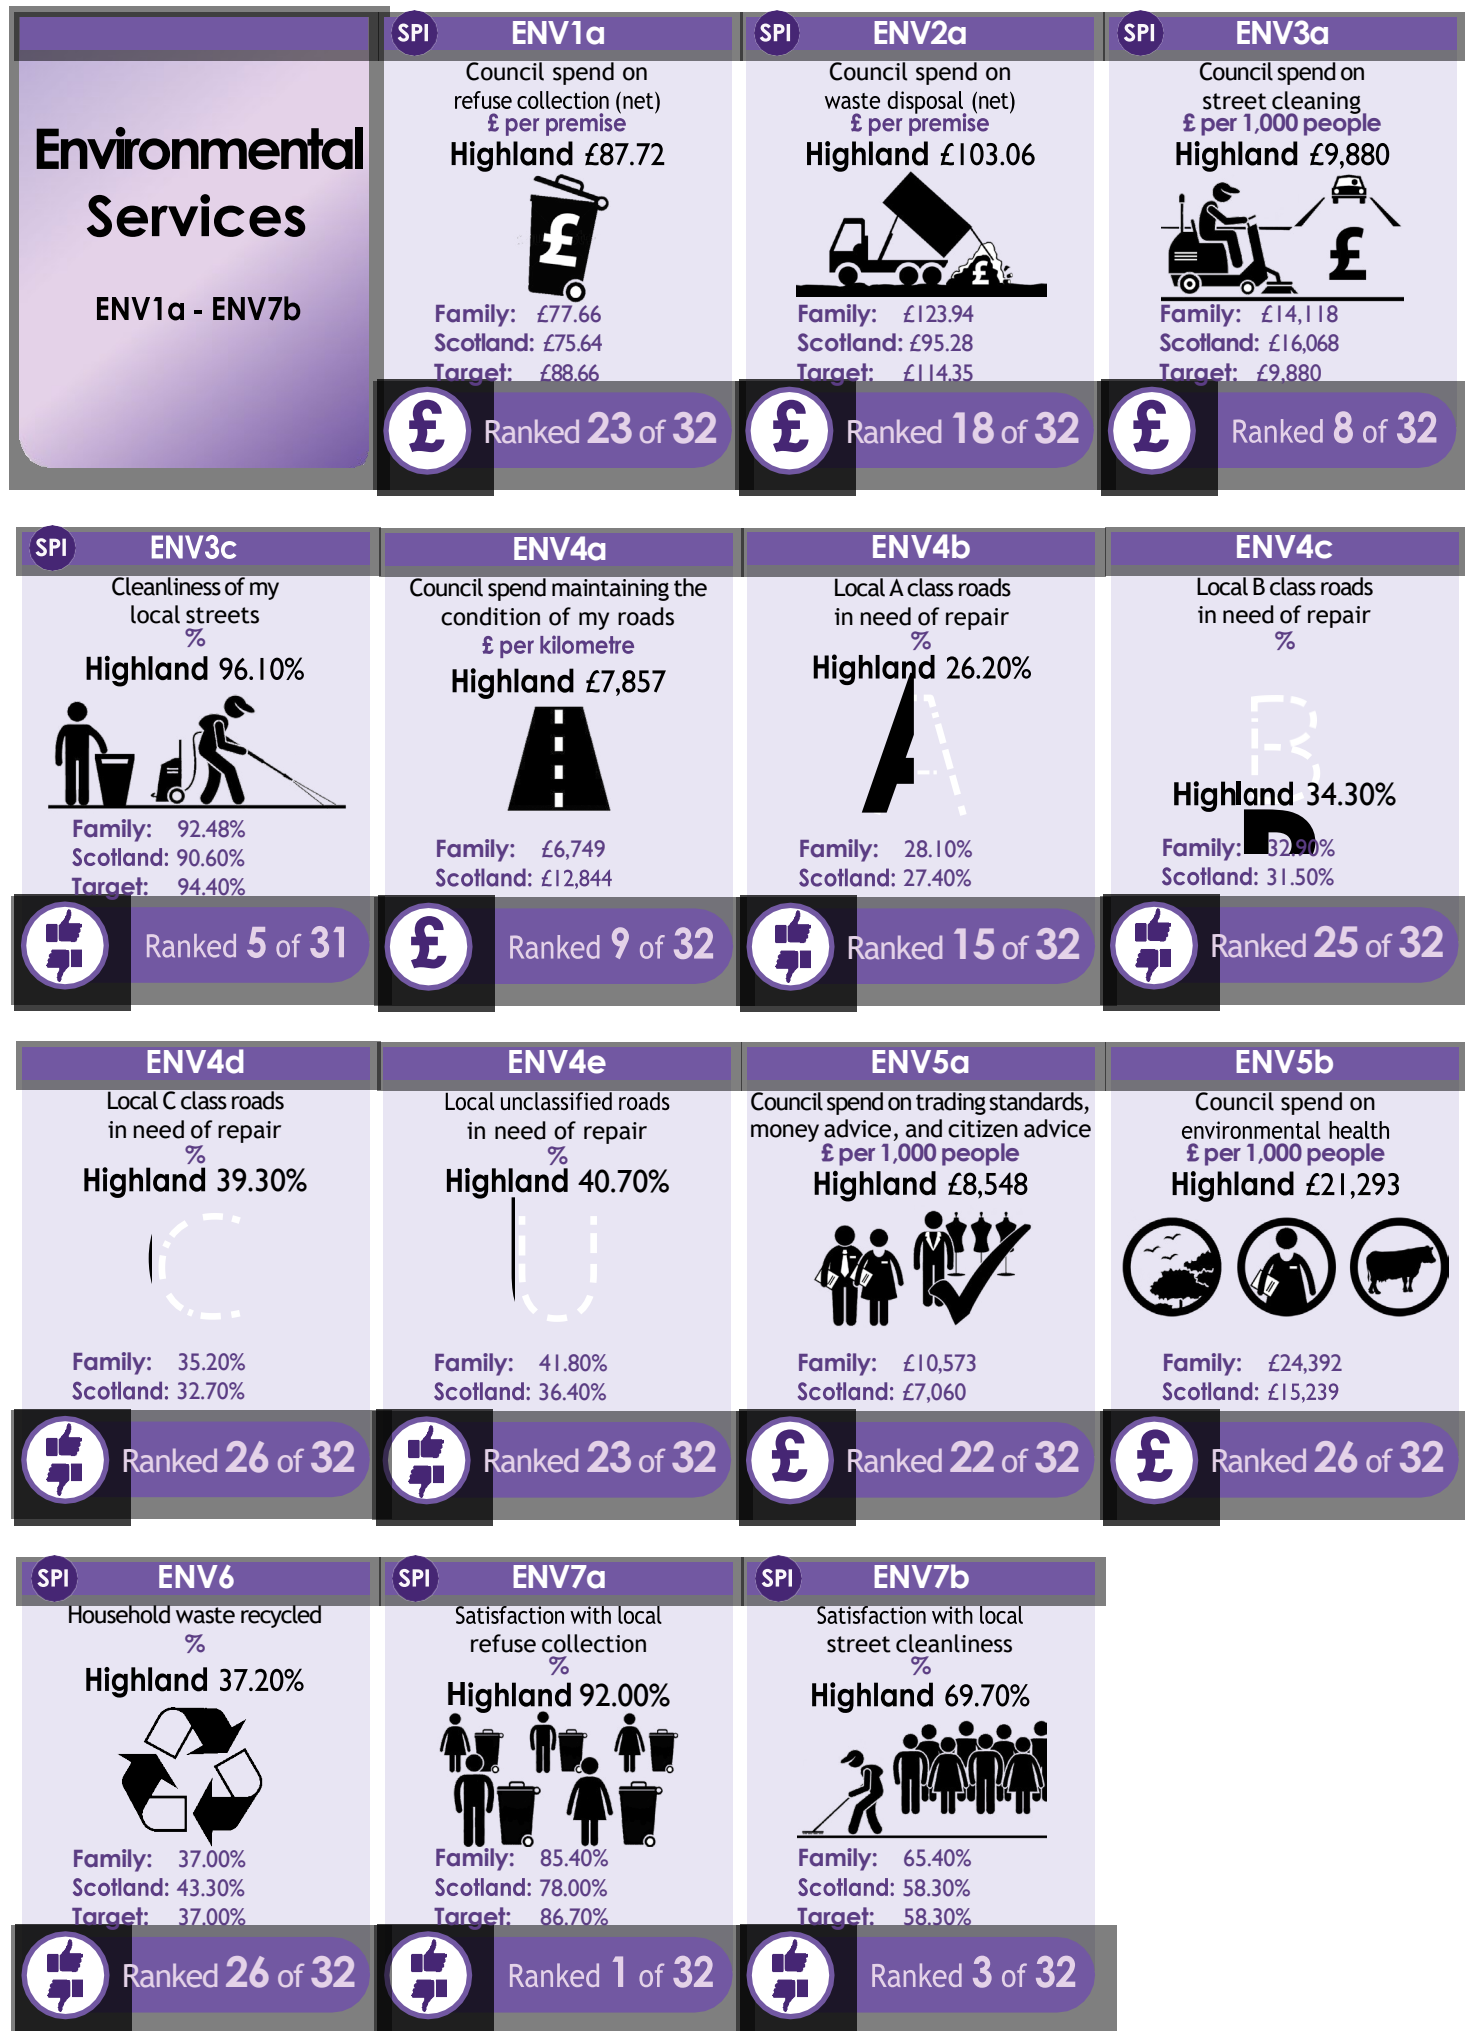 Environmental
Services
ENV1a - ENV7b
SPI
ENV1a
Council spend on
refuse collection (net)
£ per premise
Highland £87.72
£
Family: £77.66
Scotland: £75.64
Target: £88.66
£
Ranked 23 of 32
SPI
ENV2a
Council spend on
waste disposal (net)
£ per premise
Highland £103.06
£
Family: £123.94
Scotland: £95.28
Target: £114.35
£
Ranked 18 of 32
SPI
ENV3a
Council spend on
street cleaning
£ per 1,000 people
Highland £9,880
£
Family: £14,118
Scotland: £16,068
Target: £9,880
£
Ranked 8 of 32
SPI
ENV3c
Cleanliness of my
local streets
%
Highland 96.10%
Family: 92.48%
Scotland: 90.60%
Target: 94.40%
Ranked 5 of 31
ENV4a
Council spend maintaining the
condition of my roads
£ per kilometre
Highland £7,857
Family: £6,749
Scotland: £12,844
£
Ranked 9 of 32
ENV4b
Local A class roads
in need of repair
%
Highland 26.20%
A
Family: 28.10%
Scotland: 27.40%
Ranked 15 of 32
ENV4c
Local B class roads
in need of repair
%
B
Highland 34.30%
Family: 32.90%
Scotland: 31.50%
Ranked 25 of 32
ENV4d
Local C class roads
in need of repair
%
Highland 39.30%
C
Family: 35.20%
Scotland: 32.70%
Ranked 26 of 32
ENV4e
Local unclassified roads
in need of repair
%
Highland 40.70%
U
Family: 41.80%
Scotland: 36.40%
Ranked 23 of 32
ENV5a
Council spend on trading standards,
money advice, and citizen advice
£ per 1,000 people
Highland £8,548
Family: £10,573
Scotland: £7,060
£
Ranked 22 of 32
ENV5b
Council spend on
environmental health
£ per 1,000 people
Highland £21,293
Family: £24,392
Scotland: £15,239
£
Ranked 26 of 32
SPI
ENV6
Household waste recycled
%
Highland 37.20%
Family: 37.00%
Scotland: 43.30%
Target: 37.00%
Ranked 26 of 32
SPI
ENV7a
Satisfaction with local
refuse collection
%
Highland 92.00%
Family: 85.40%
Scotland: 78.00%
Target: 86.70%
Ranked 1 of 32
SPI
ENV7b
Satisfaction with local
street cleanliness
%
Highland 69.70%
Family: 65.40%
Scotland: 58.30%
Target: 58.30%
Ranked 3 of 32